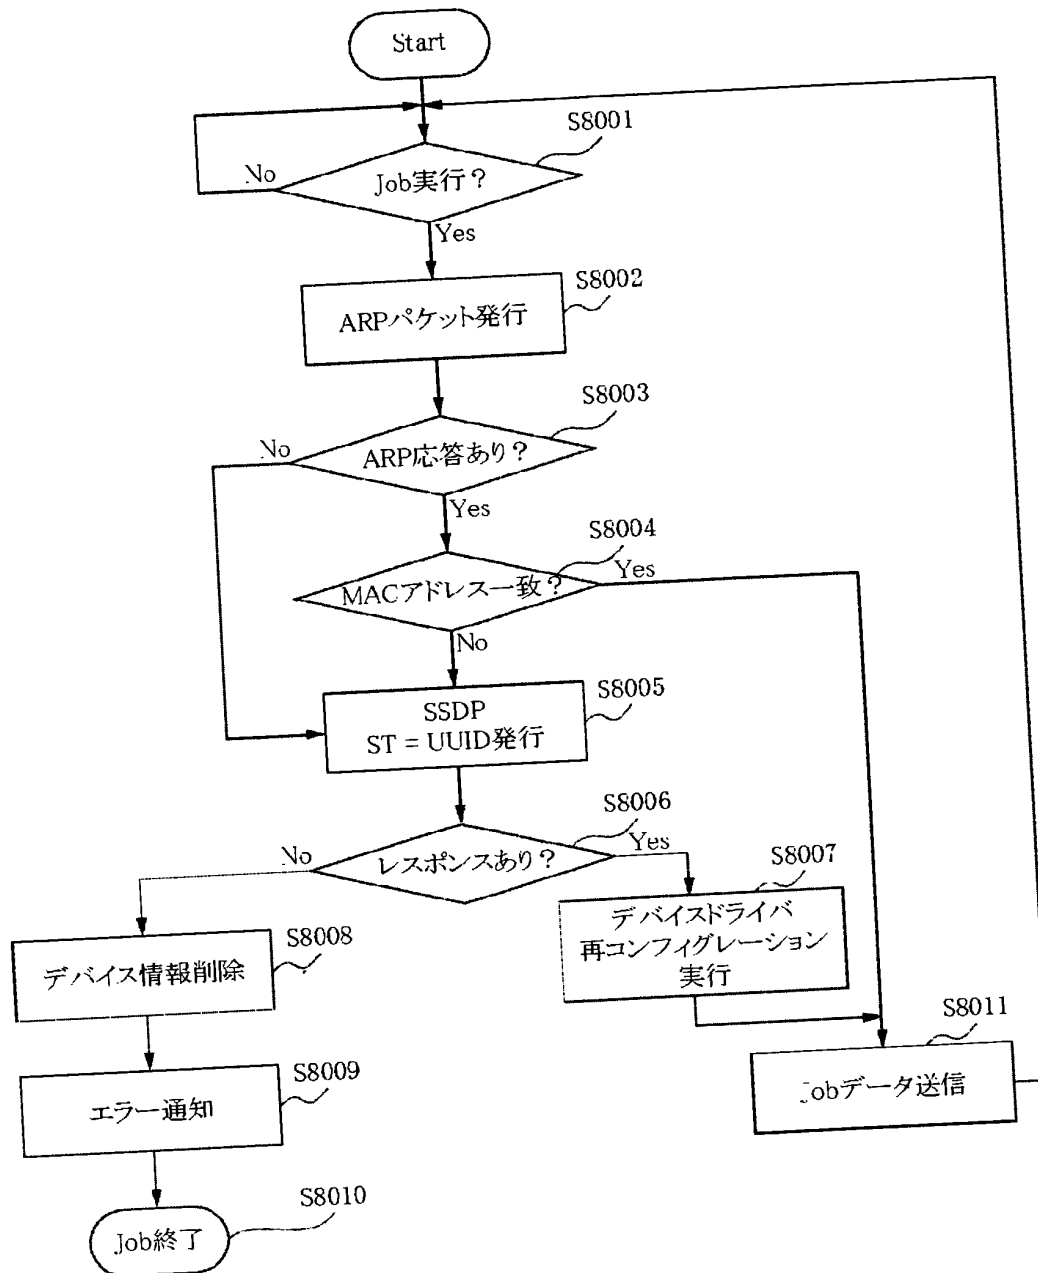 Start
S8001
No
Job実行？
Yes
S8002
ARPパケット発行
S8003
No
ARP応答あり？
Yes
S8004
MACアドレス一致？
Yes
No
S8005
SSDP
ST = UUID発行
S8006
No
レスポンスあり？
Yes
S8007
デバイスドライバ
再コンフィグレーション
実行
S8008
デバイス情報削除
S8011
Jobデータ送信
S8009
エラー通知
S8010
Job終了